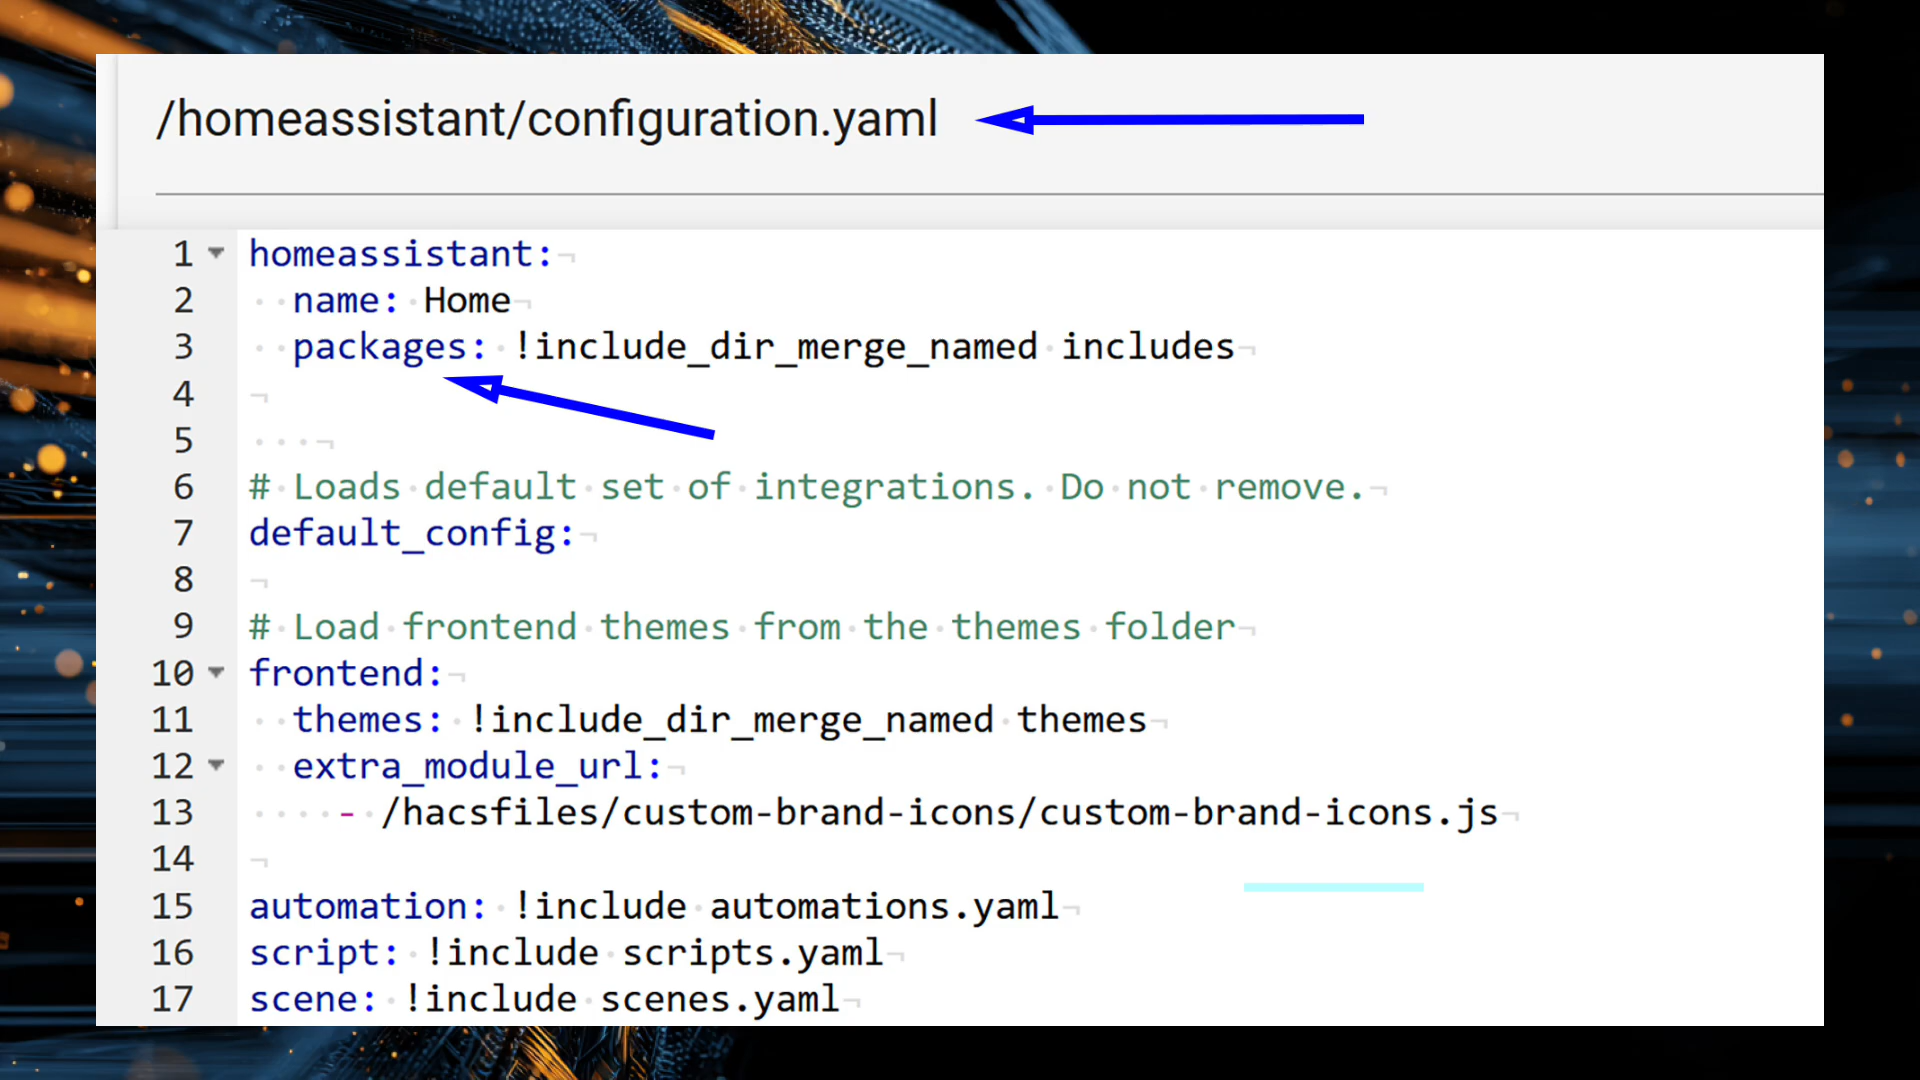 /homeassistant/configuration.yaml
1 homeassistant:
2 name: Home
3 packages: !include_dir_merge_named includes
4
5
6 # Loads default set of integrations. Do not remove.
7 default_config:
8
9 # Load frontend themes from the themes folder
10 frontend:
11 themes: !include_dir_merge_named themes
12 extra_module_url:
13 - /hacsfiles/custom-brand-icons/custom-brand-icons.js
14
15 automation: !include automations.yaml
16 script: !include scripts.yaml
17 scene: !include scenes.yaml